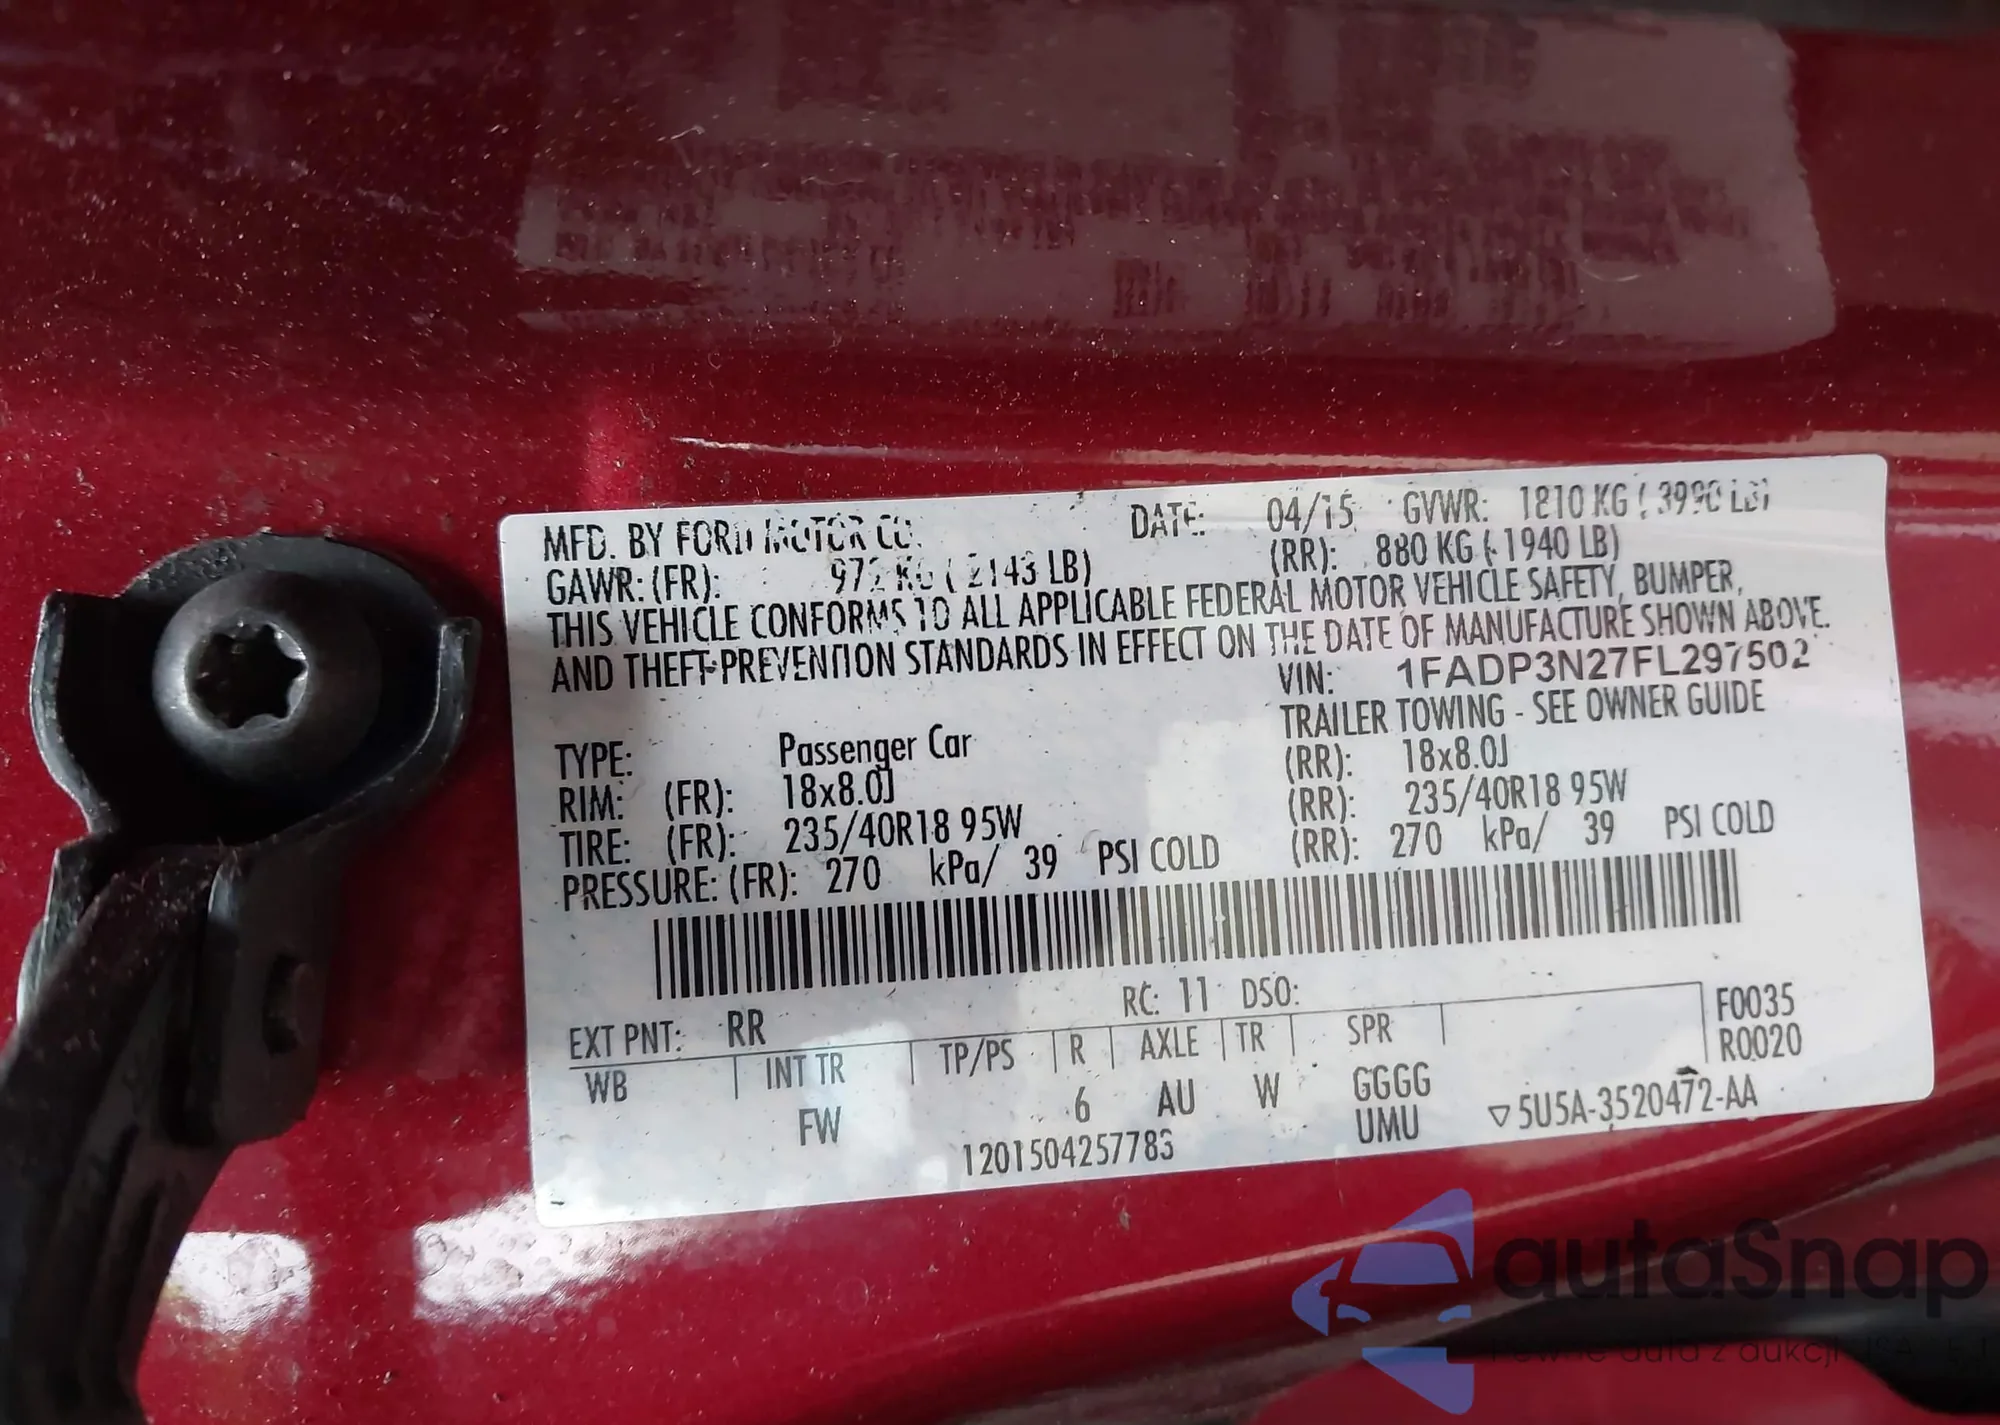 MFD. BY FORD MOTOR CO. DATE: 04/15 GVWR: 1810 KG ( 3990 LB)
GAWR: (FR): 972 KG ( 2143 LB) (RR): 880 KG ( 1940 LB)
THIS VEHICLE CONFORMS TO ALL APPLICABLE FEDERAL MOTOR VEHICLE SAFETY, BUMPER,
AND THEFT-PREVENTION STANDARDS IN EFFECT ON THE DATE OF MANUFACTURE SHOWN ABOVE.
VIN: 1FADP3N27FL297502
TYPE: Passenger Car TRAILER TOWING - SEE OWNER GUIDE
RIM: (FR): 18x8.0J (RR): 18x8.0J
TIRE: (FR): 235/40R18 95W (RR): 235/40R18 95W
PRESSURE: (FR): 270 kPa/ 39 PSI COLD (RR): 270 kPa/ 39 PSI COLD
EXT PNT: RR RC: 11 DSO: F0035
WB INT TR TP/PS R AXLE TR SPR R0020
FW 6 AU W GGGG
1201504257783 UMU ▽5U5A-3520472-AA
autaSnap
auta z aukcji